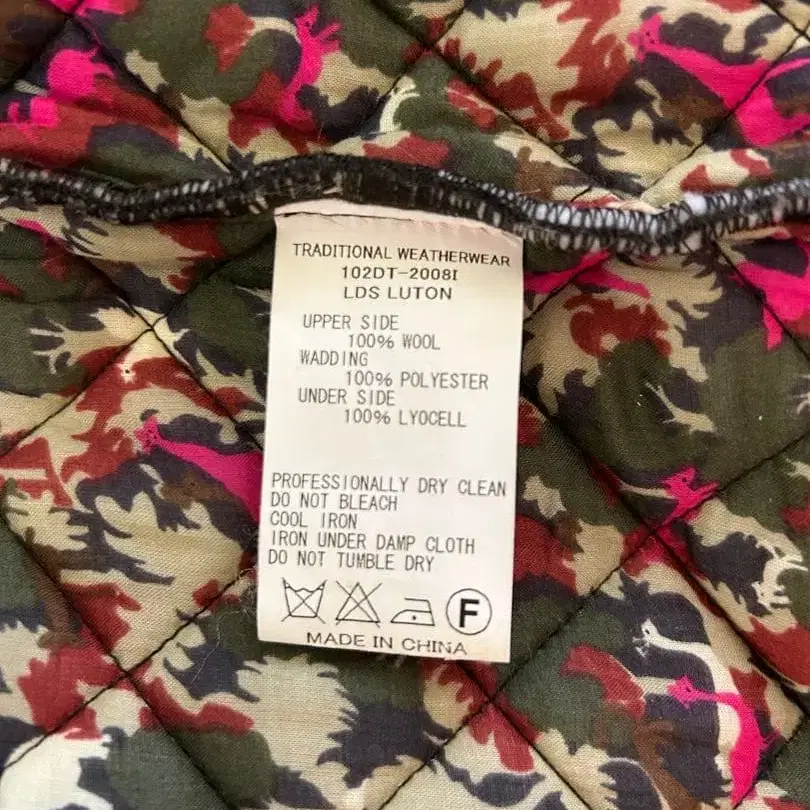 TRADITIONAL WEATHERWEAR
102DT-2008I
LDS LUTON
UPPER SIDE
100% WOOL
WADDING
100% POLYESTER
UNDER SIDE
100% LYOCELL
PROFESSIONALLY DRY CLEAN
DO NOT BLEACH
COOL IRON
IRON UNDER DAMP CLOTH
DO NOT TUMBLE DRY
F
MADE IN CHINA